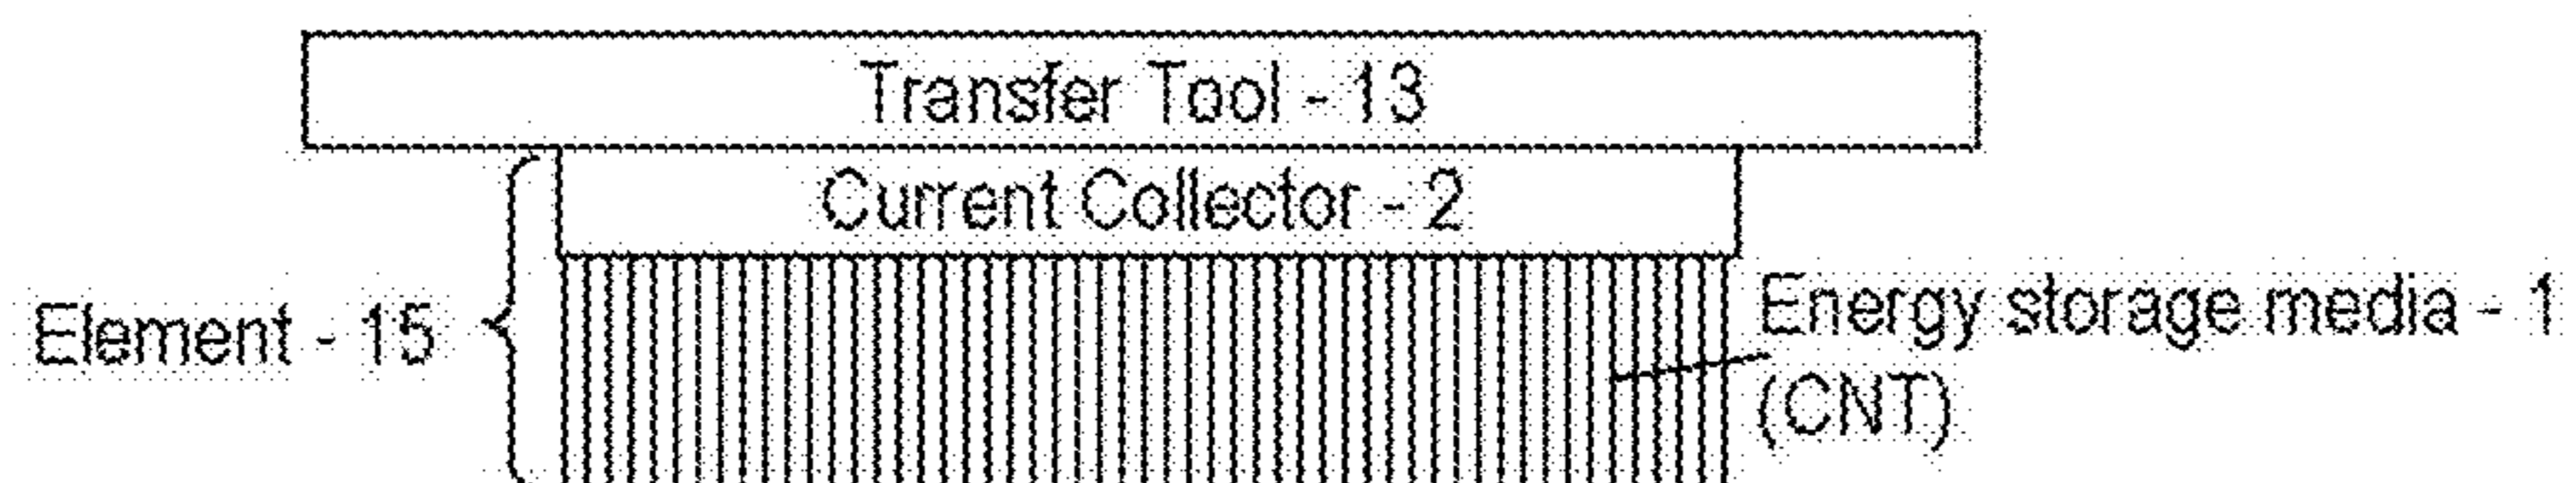 Transfer Tool - 13
Current Collector - 2
Element - 15
Energy storage media - 1
(CNT)